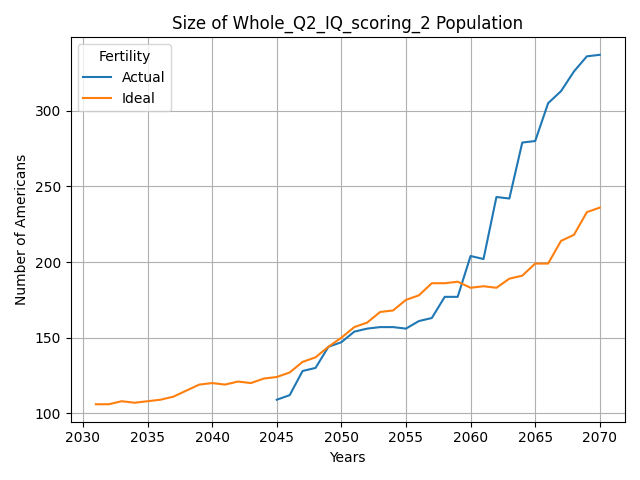 Size of Whole_Q2_IQ_scoring_2 Population
Fertility
Actual
Ideal
Number of Americans
300
250
200
150
100
2030 2035 2040 2045 2050 2055 2060 2065 2070
Years